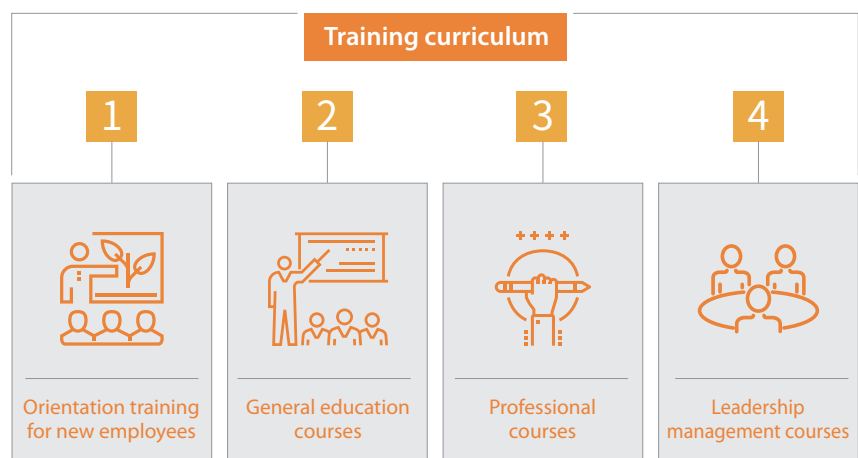 Training curriculum
1
2
3
4
Orientation training
for new employees
General education
courses
Professional
courses
Leadership
management courses